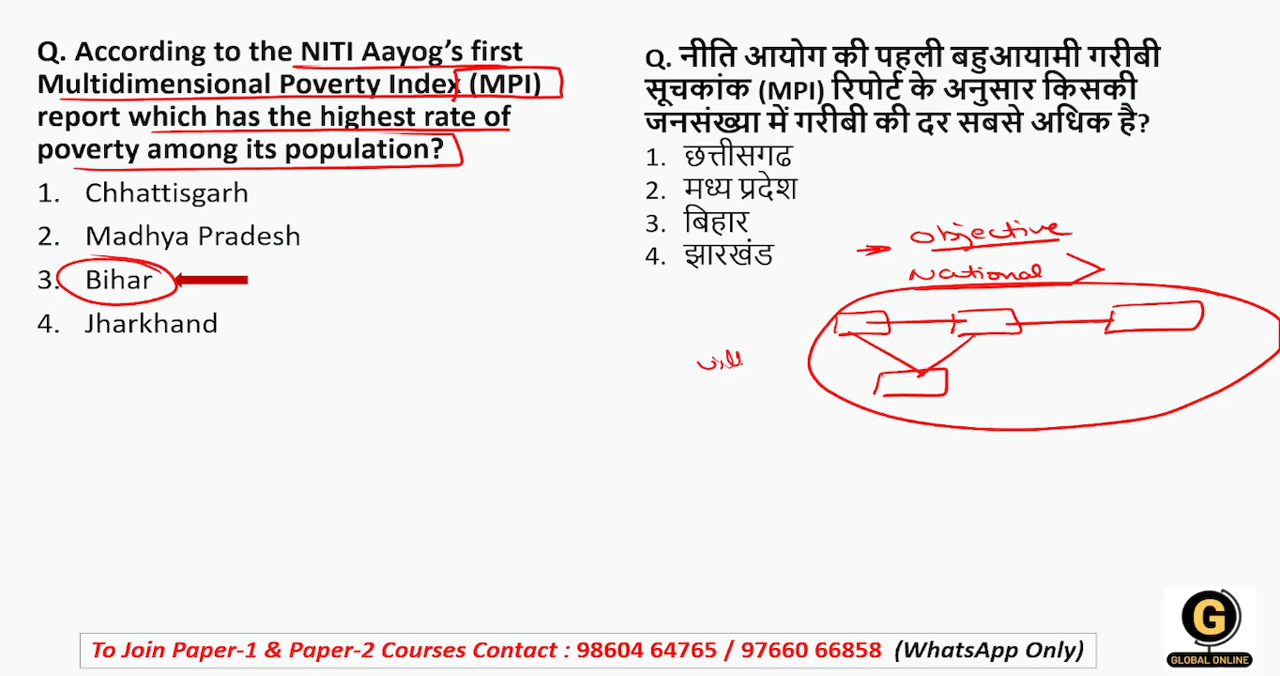 Q. According to the NITI Aayog's first
Multidimensional Poverty Index (MPI)
report which has the highest rate of
poverty among its population?
1. Chhattisgarh
2. Madhya Pradesh
3. Bihar
4. Jharkhand
Q. नीति आयोग की पहली बहुआयामी गरीबी
सूचकांक (MPI) रिपोर्ट के अनुसार किसकी
जनसंख्या में गरीबी की दर सबसे अधिक है?
1. छत्तीसगढ
2. मध्य प्रदेश
3. बिहार
4. झारखंड
Objective
National
To Join Paper-1 & Paper-2 Courses Contact : 98604 64765 / 97660 66858 (WhatsApp Only)
G
GLOBAL ONLINE